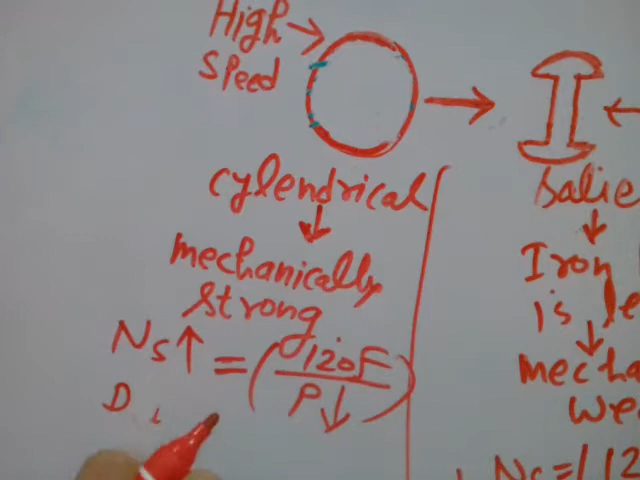 High
Speed
cylendrical
mechanically
strong
Ns↑ = (120F / P↓)
D
Iron
is
mecha
we
Ns = (12